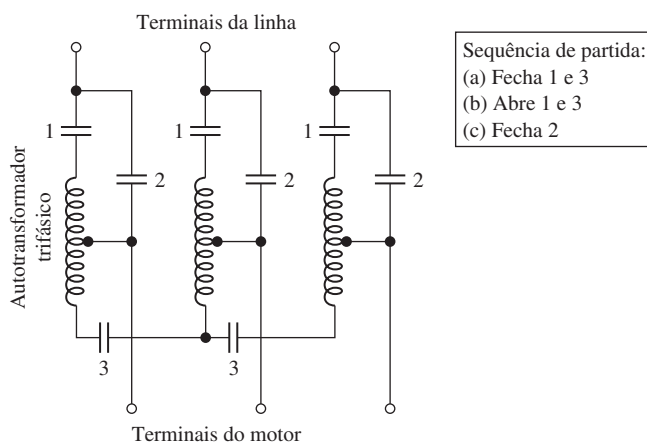 Terminais da linha
Sequência de partida:
(a) Fecha 1 e 3
(b) Abre 1 e 3
(c) Fecha 2
1
1
1
2
2
2
Autotransformador
trifásico
3
3
Terminais do motor